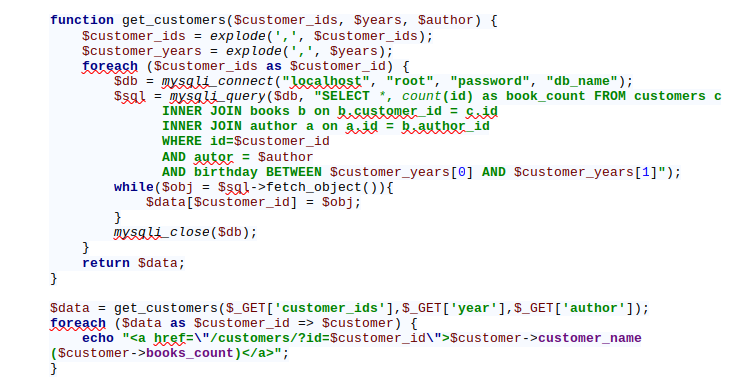 function get_customers($customer_ids, $years, $author) {
$customer_ids = explode(',', $customer_ids);
$customer_years = explode(',', $years);
foreach ($customer_ids as $customer_id) {
$db = mysqli_connect("localhost", "root", "password", "db_name");
$sql = mysqli_query($db, "SELECT *, count(id) as book_count FROM customers c
INNER JOIN books b on b.customer_id = c.id
INNER JOIN author a on a.id = b.author_id
WHERE id=$customer_id
AND autor = $author
AND birthday BETWEEN $customer_years[0] AND $customer_years[1]");
while($obj = $sql->fetch_object()){
$data[$customer_id] = $obj;
}
mysqli_close($db);
}
return $data;
}
$data = get_customers($_GET['customer_ids'],$_GET['year'],$_GET['author']);
foreach ($data as $customer_id => $customer) {
echo "<a href=\"/customers/?id=$customer_id\">$customer->customer_name
($customer->books_count)</a>";
}